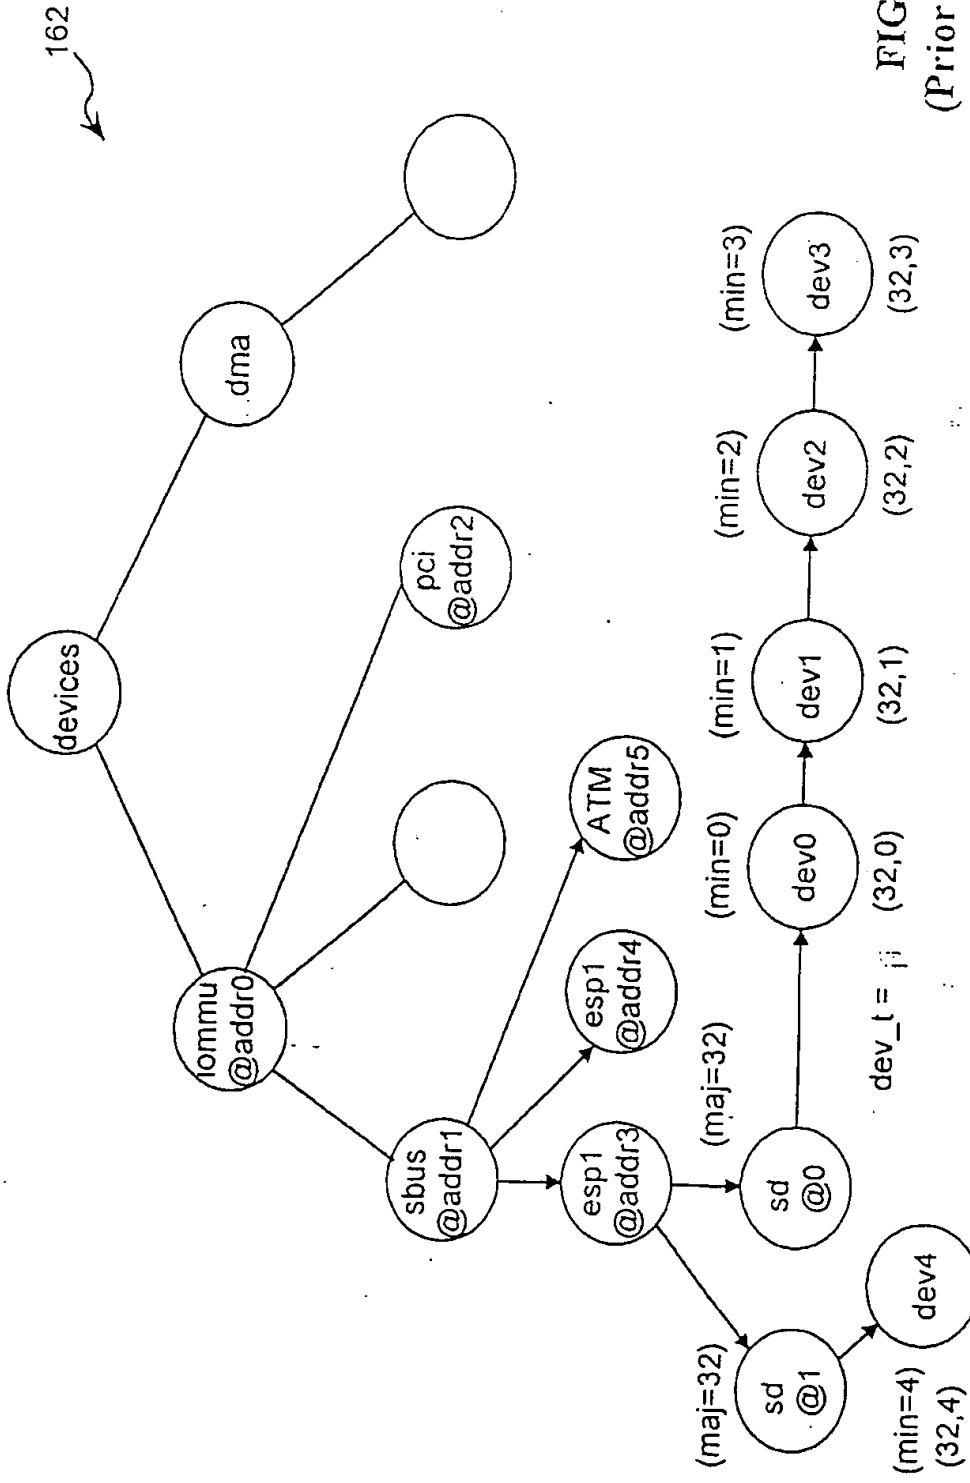 162
devices
iommu
@addr0
dma
sbus
@addr1
pci
@addr2
esp1
@addr3
esp1
@addr4
ATM
@addr5
(maj=32)
sd
@1
(maj=32)
sd
@0
(min=0)
dev0
(32,0)
(min=1)
dev1
(32,1)
(min=2)
dev2
(32,2)
(min=3)
dev3
(32,3)
dev_t =
dev4
(min=4)
(32,4)
FIG
(Prior